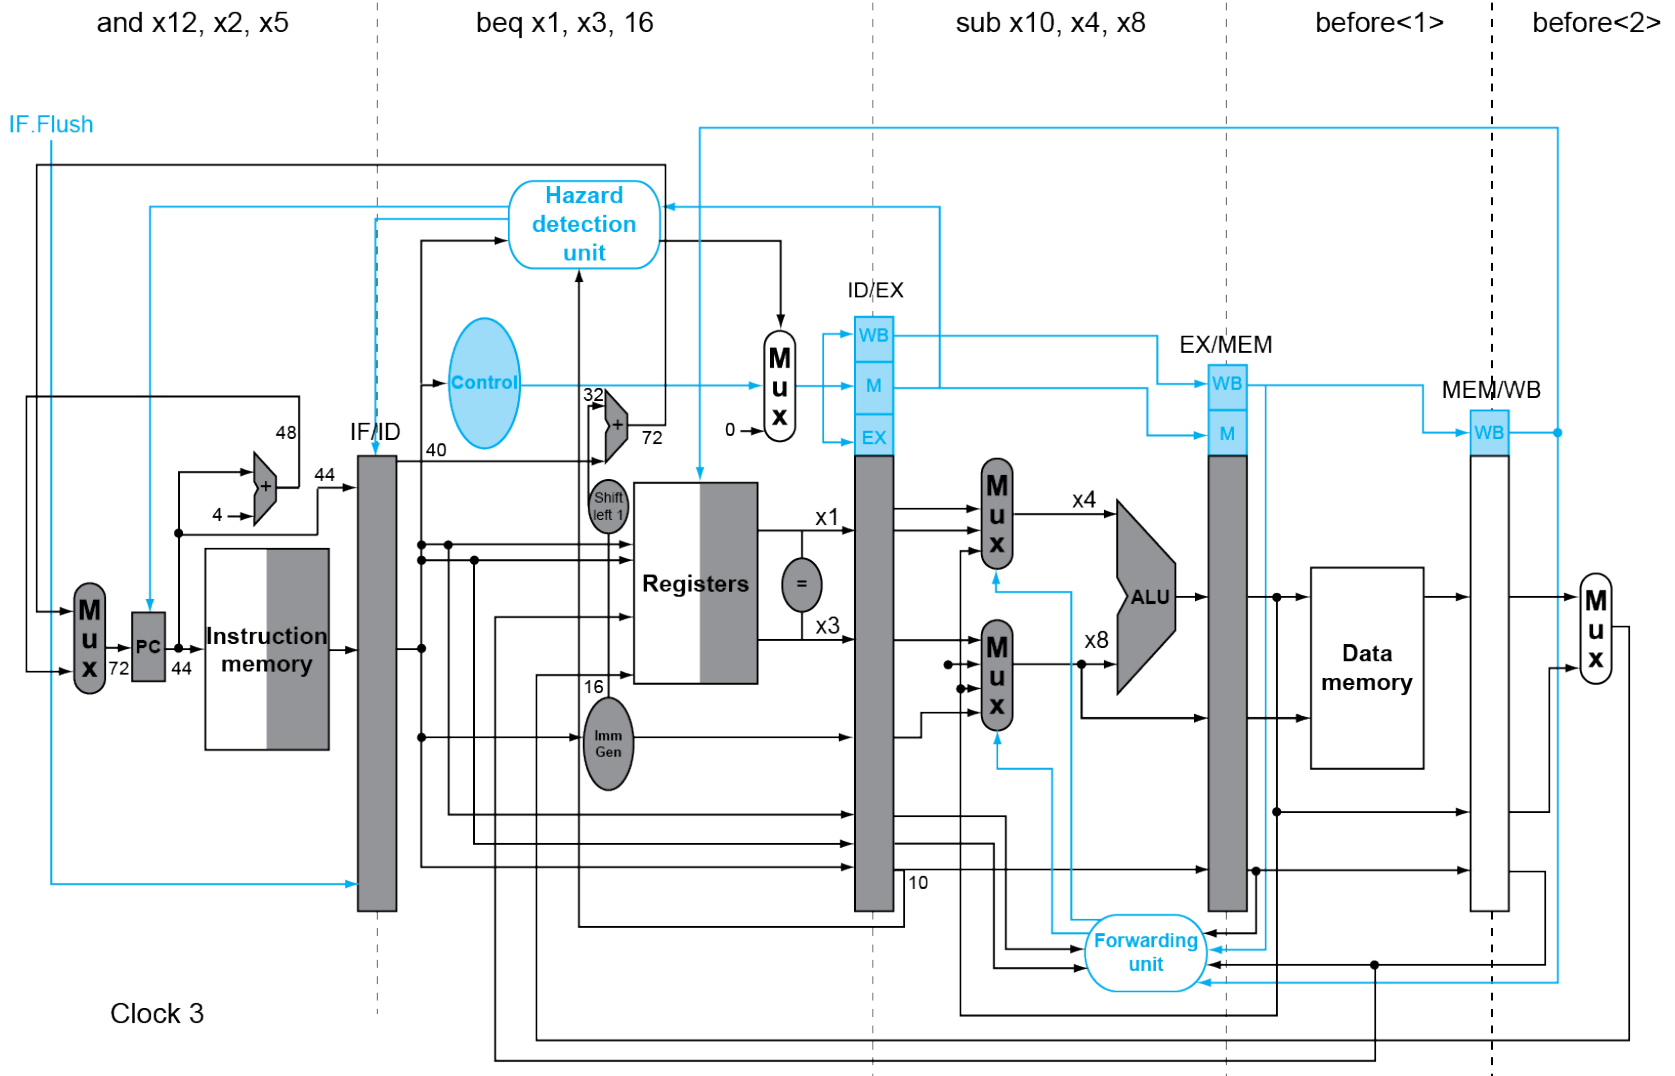 and x12, x2, x5
beq x1, x3, 16
sub x10, x4, x8
before<1>
before<2>
IF.Flush
Hazard
detection
unit
ID/EX
WB
M
EX
EX/MEM
WB
M
MEM/WB
WB
Control
M
u
x
0
32
+
72
IF/ID
40
48
44
+
4
Shift
left 1
Registers
x1
=
x3
M
u
x
x4
M
u
x
x8
ALU
M
u
x
72
PC
44
Instruction
memory
16
Imm
Gen
Data
memory
M
u
x
10
Forwarding
unit
Clock 3